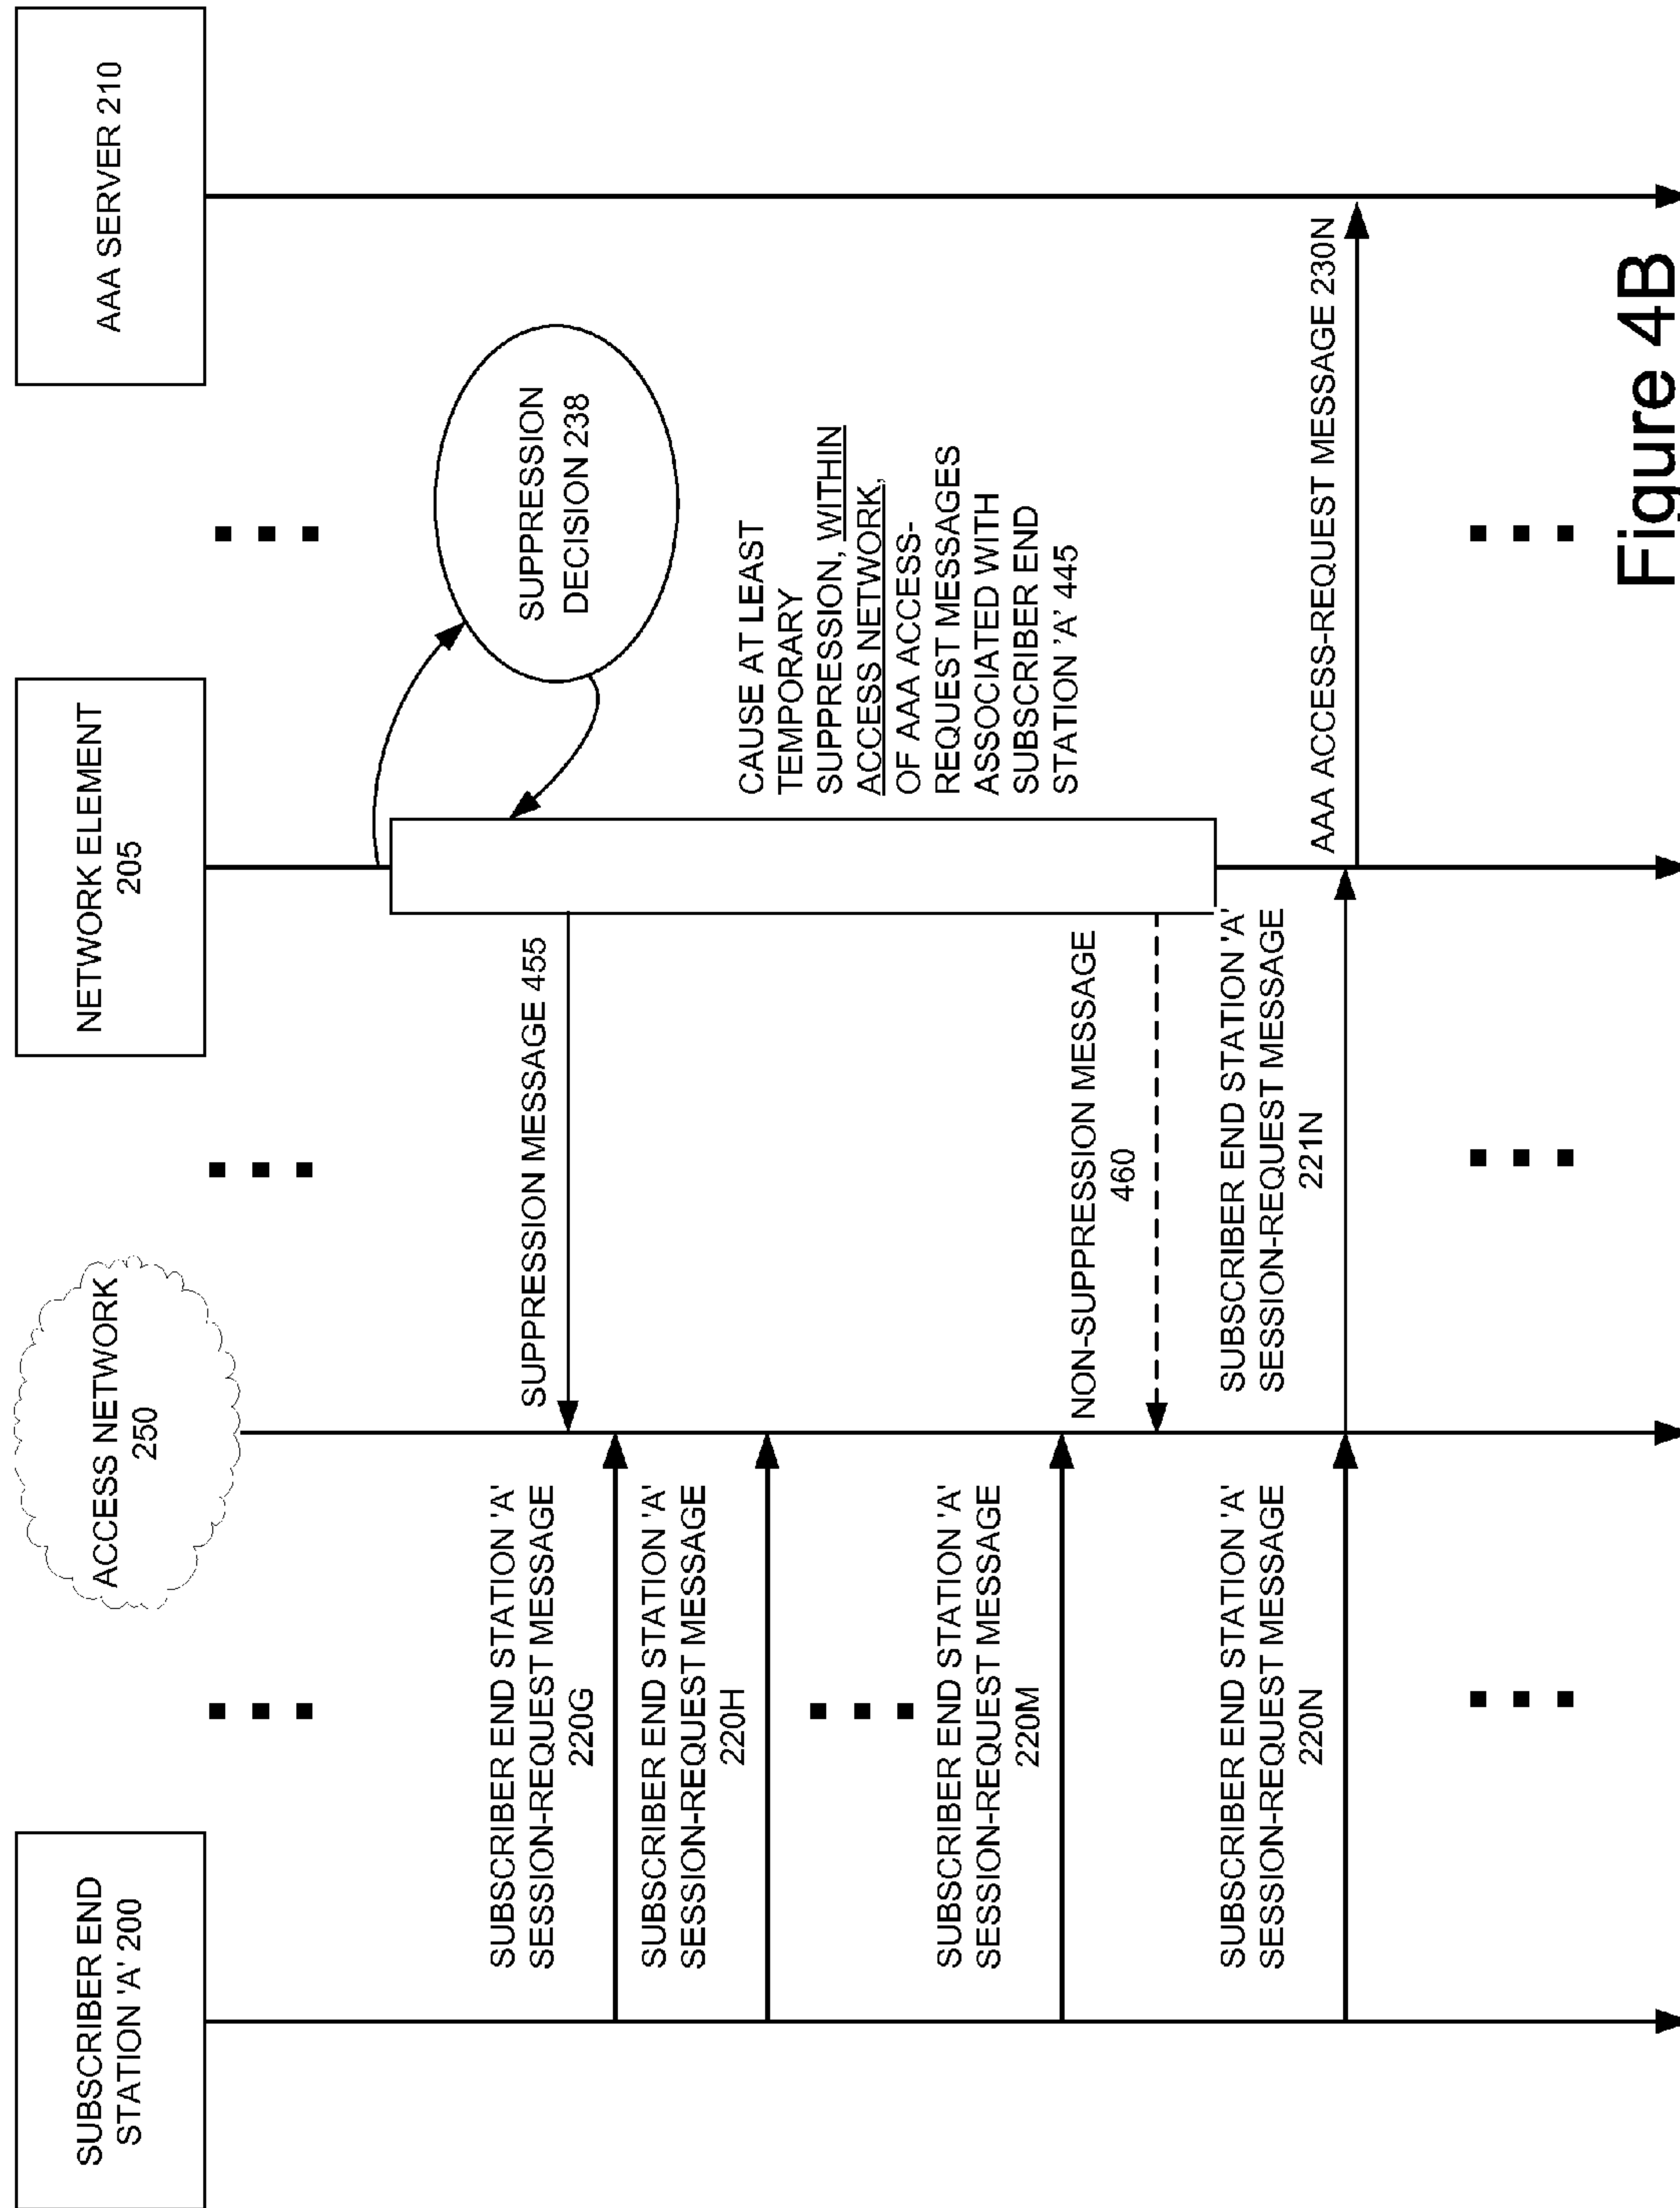 SUBSCRIBER END
STATION 'A' 200
ACCESS NETWORK
250
NETWORK ELEMENT
205
AAA SERVER 210
SUPPRESSION
DECISION 238
SUPPRESSION MESSAGE 455
SUBSCRIBER END STATION 'A'
SESSION-REQUEST MESSAGE
220G
SUBSCRIBER END STATION 'A'
SESSION-REQUEST MESSAGE
220H
CAUSE AT LEAST
TEMPORARY
SUPPRESSION, WITHIN
ACCESS NETWORK,
OF AAA ACCESS-
REQUEST MESSAGES
ASSOCIATED WITH
SUBSCRIBER END
STATION 'A' 445
SUBSCRIBER END STATION 'A'
SESSION-REQUEST MESSAGE
220M
NON-SUPPRESSION MESSAGE
460
SUBSCRIBER END STATION 'A'
SESSION-REQUEST MESSAGE
220N
SUBSCRIBER END STATION 'A'
SESSION-REQUEST MESSAGE
221N
AAA ACCESS-REQUEST MESSAGE 230N
Figure 4B